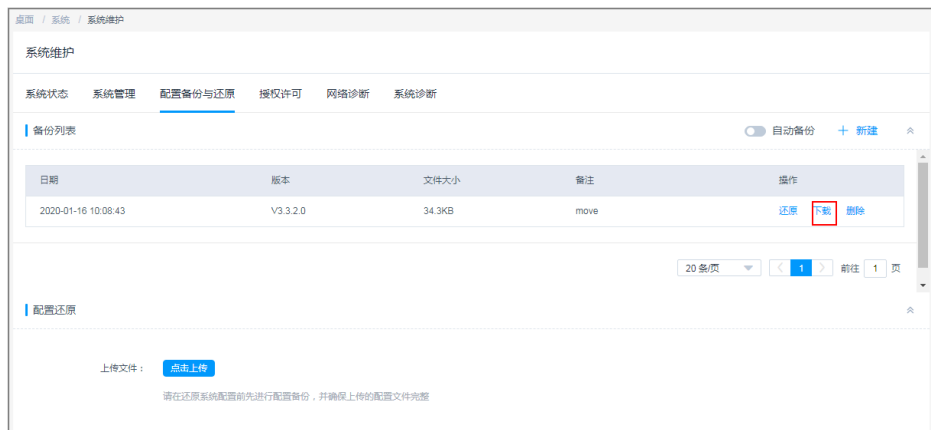 桌面 / 系统 / 系统维护
系统维护
系统状态 系统管理 配置备份与还原 授权许可 网络诊断 系统诊断
备份列表 自动备份 + 新建
日期 版本 文件大小 备注 操作
2020-01-16 10:08:43 V3.3.2.0 34.3KB move 还原 下载 删除
20 条/页 1 前往 1 页
配置还原
上传文件： 点击上传
请在还原系统配置前先进行配置备份，并确保上传的配置文件完整